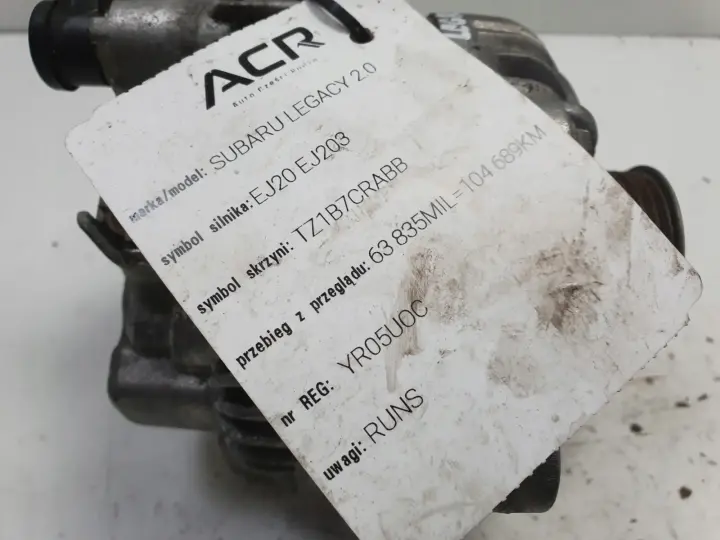 ACR
Auto Części Rudka
marka/model: SUBARU LEGACY 2.0
symbol silnika: EJ20 EJ203
symbol skrzyni: TZ1B7CRABB
przebieg z przeglądu: 63 835MIL=104 689KM
nr REG: YR05UOC
uwagi: RUNS